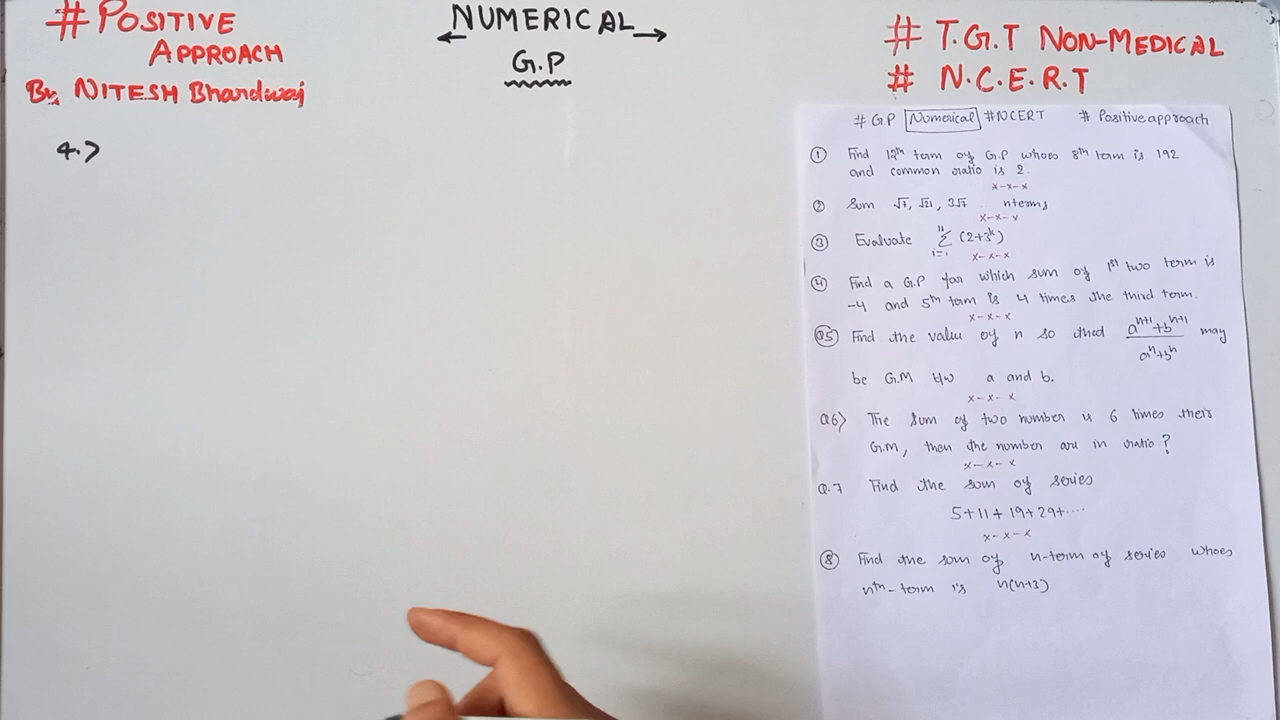 # POSITIVE
APPROACH
By NITESH Bhardwaj
NUMERICAL
G.P
# T.G.T NON-MEDICAL
# N.C.E.R.T
4.>
# GP Numerical #NCERT # Positive approach
① Find 12th term of G.P whose 8th term is 192
and common ratio is 2.
x-x-x
② Sum √7, √21, 3√7 ... nterms
x-x-x
③ Evaluate 11 Σ i=1 (2+3^k)
x-x-x
④ Find a G.P for which sum of 1st two term is
-4 and 5th term is 4 times the third term.
x-x-x
Q5 Find the value of n so that a^n+1 + b^n+1 / a^n + b^n may
be G.M b/w a and b.
x-x-x
Q6> The sum of two number is 6 times their
G.M, then the number are in ratio?
x-x-x
Q.7 Find the sum of series
5+11+19+29+....
x-x-x
⑧ Find the sum of n-term of series whoes
nth-term is n(n+3)